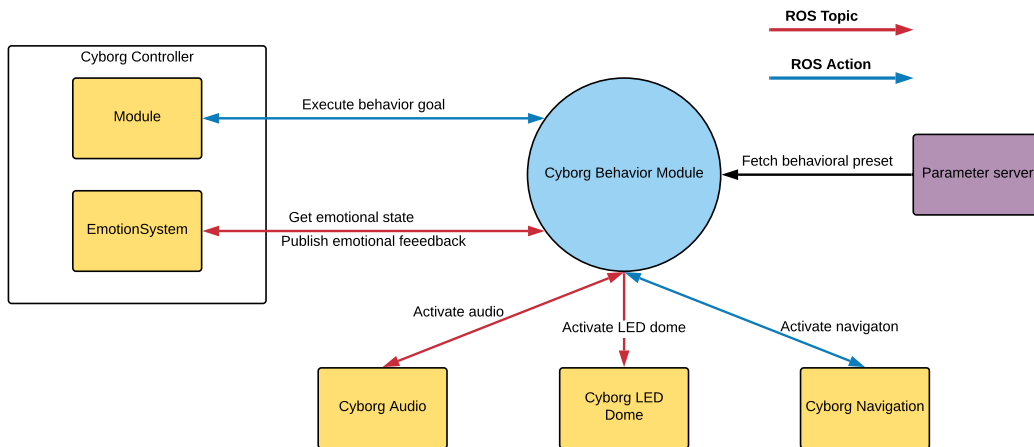 ROS Topic
Cyborg Controller
ROS Action
Module
Execute behavior goal
Fetch behavioral preset
Cyborg Behavior Module
Parameter server
Get emotional state
EmotionSystem
Publish emotional feeedback
Activate audio
Activate LED dome
Activate navigaton
Cyborg Audio
Cyborg LED
Dome
Cyborg Navigation